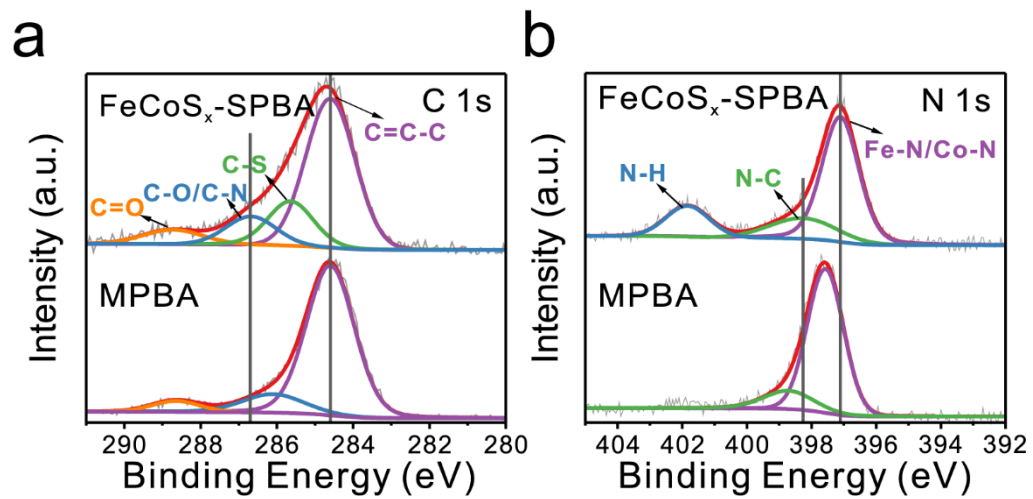 a
FeCoSₓ-SPBA
C 1s
C=C-C
C-S
C-O/C-N
C=O
MPBA
Intensity (a.u.)
290 288 286 284 282 280
Binding Energy (eV)
b
FeCoSₓ-SPBA
N 1s
Fe-N/Co-N
N-H
N-C
MPBA
Intensity (a.u.)
404 402 400 398 396 394 392
Binding Energy (eV)